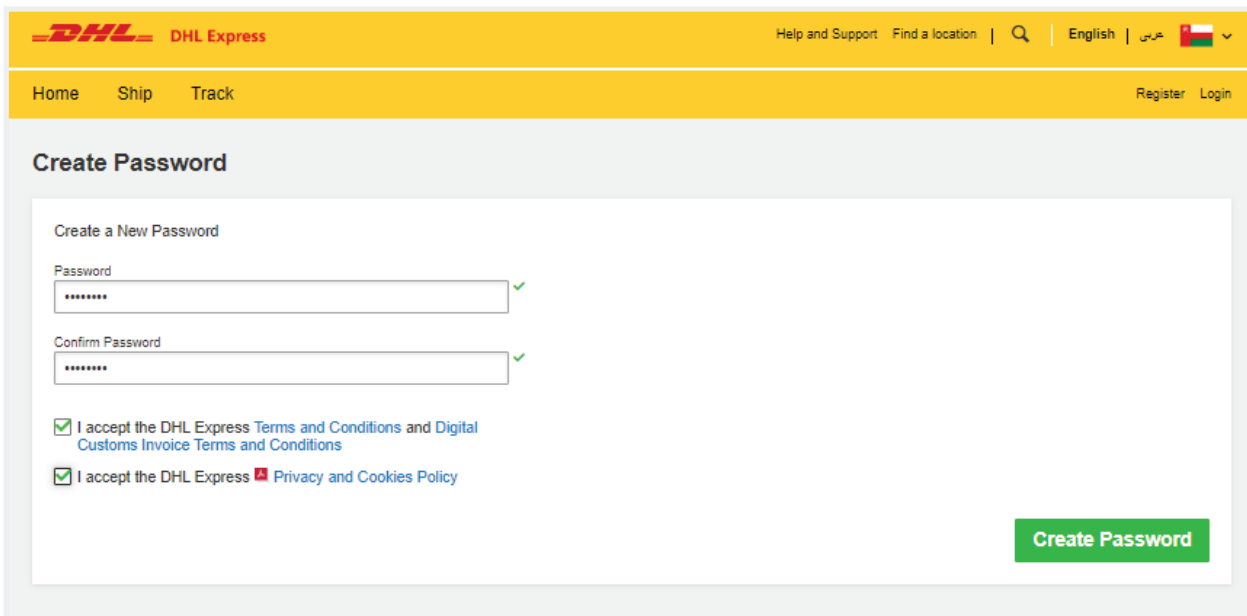 DHL DHL Express
Help and Support Find a location | English | عربي
Home Ship Track
Register Login
Create Password
Create a New Password
Password
••••••••
Confirm Password
••••••••
I accept the DHL Express Terms and Conditions and Digital
Customs Invoice Terms and Conditions
I accept the DHL Express Privacy and Cookies Policy
Create Password